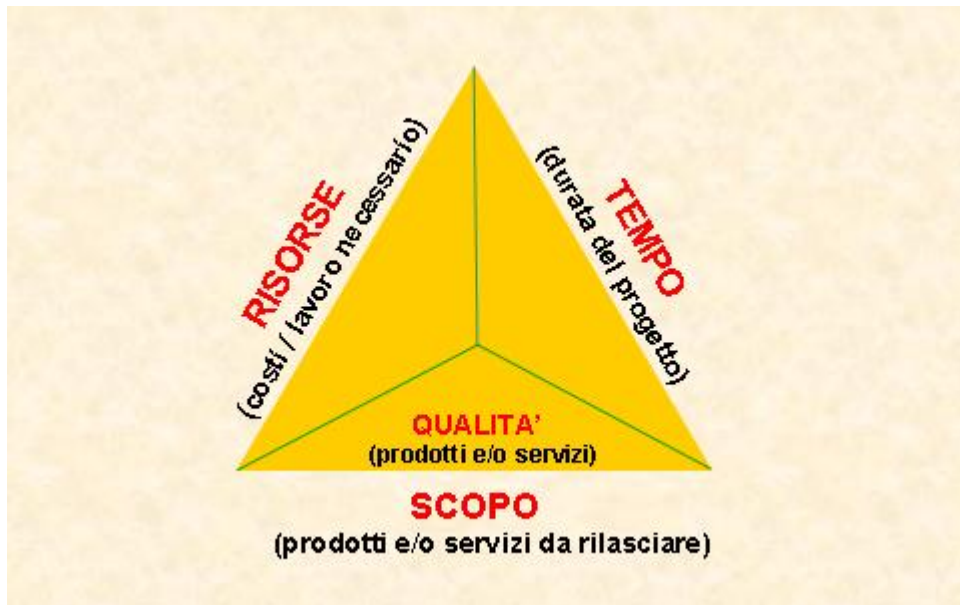 RISORSE
(costi / lavoro necessario)
TEMPO
(durata del progetto)
QUALITA'
(prodotti e/o servizi)
SCOPO
(prodotti e/o servizi da rilasciare)